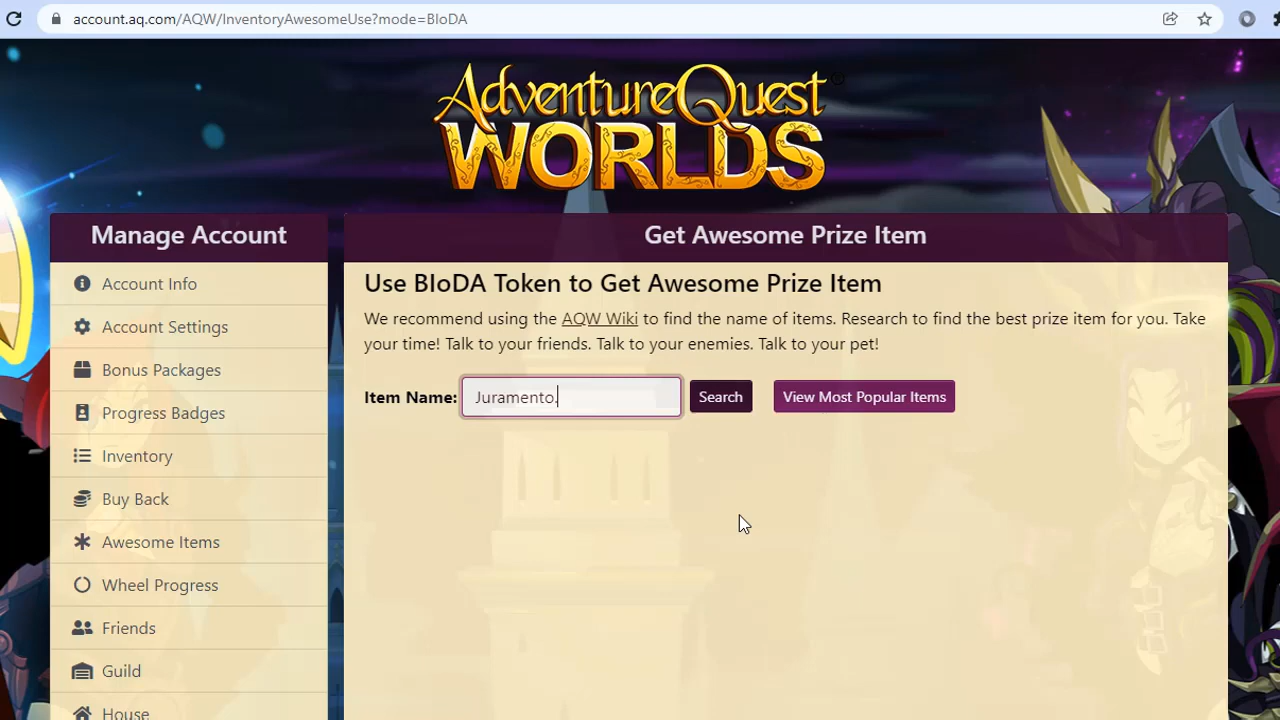 account.aq.com/AQW/InventoryAwesomeUse?mode=BIoDA
AdventureQuest
WORLDS
Manage Account
Account Info
Account Settings
Bonus Packages
Progress Badges
Inventory
Buy Back
Awesome Items
Wheel Progress
Friends
Guild
House
Get Awesome Prize Item
Use BIoDA Token to Get Awesome Prize Item
We recommend using the AQW Wiki to find the name of items. Research to find the best prize item for you. Take
your time! Talk to your friends. Talk to your enemies. Talk to your pet!
Item Name: Juramento. Search View Most Popular Items